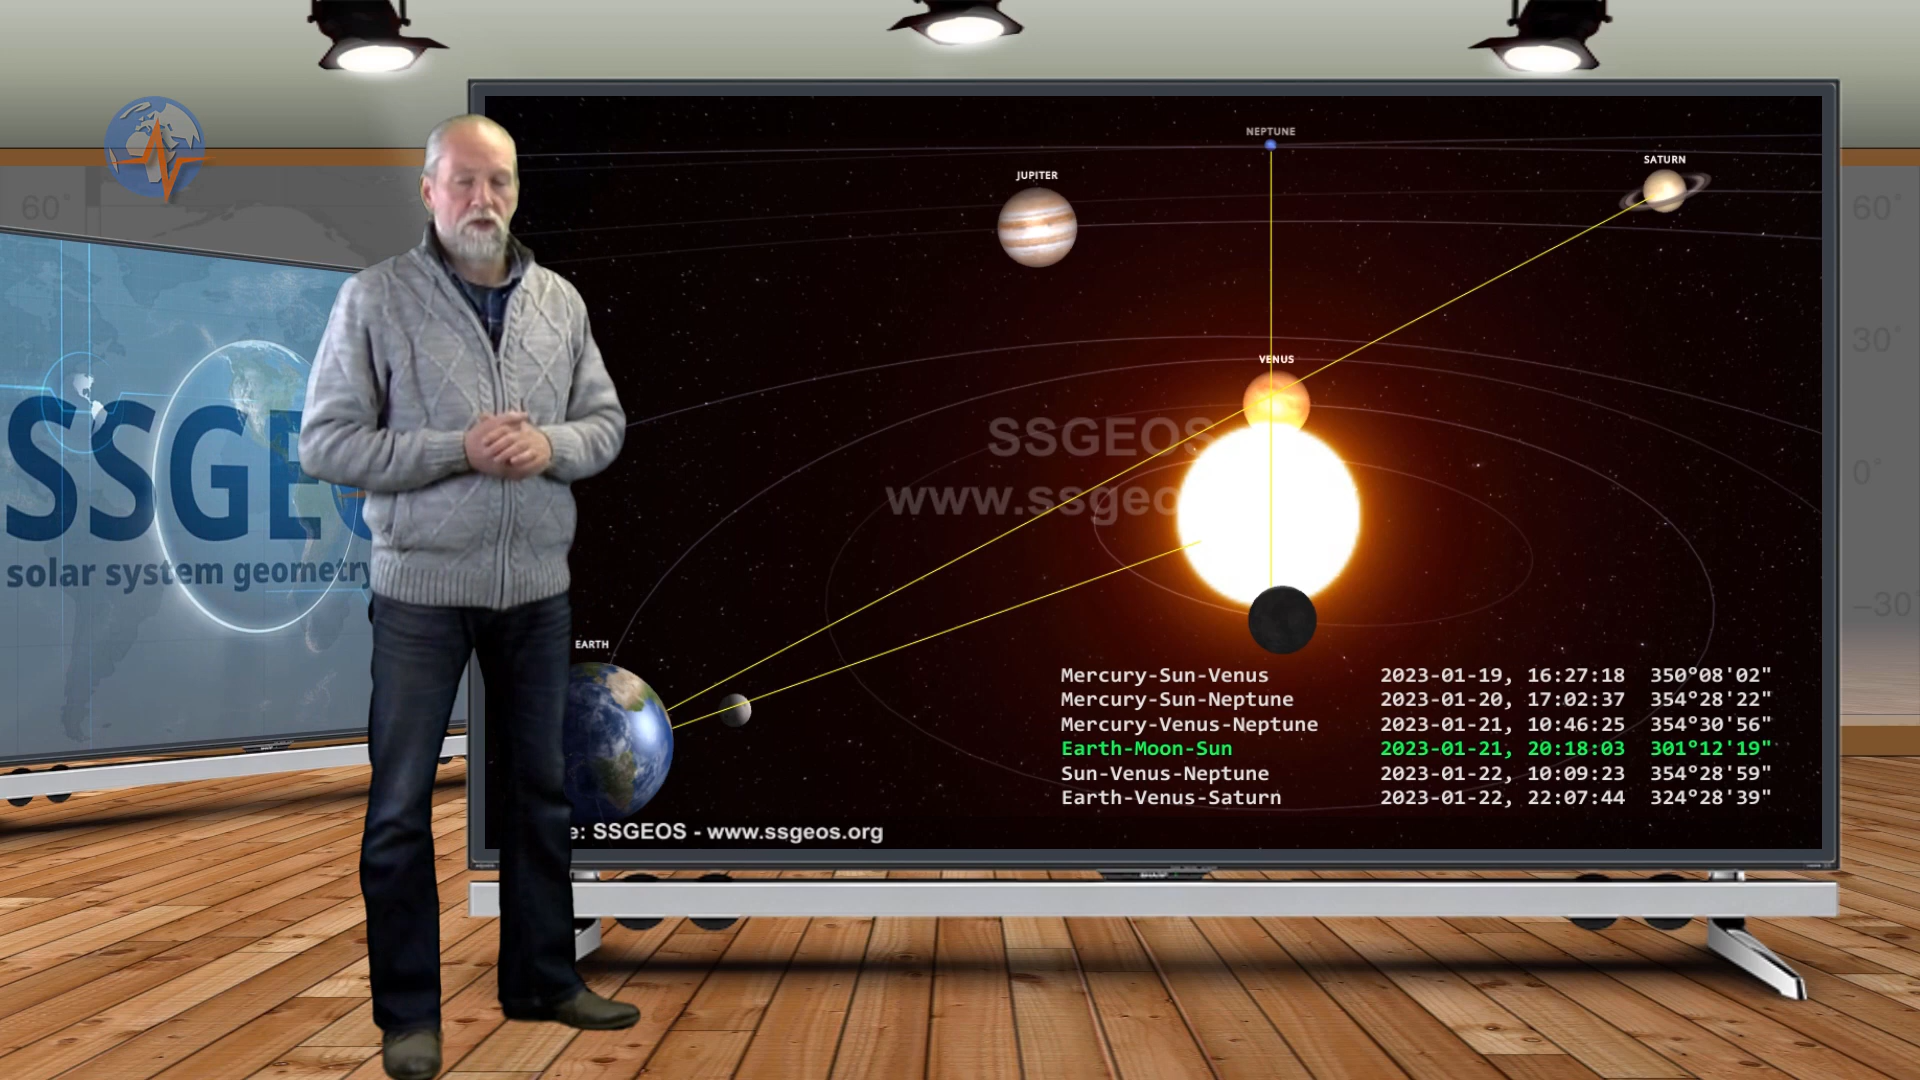 NEPTUNE
SATURN
JUPITER
60°
60°
30°
VENUS
SSGEOS
SSGE
www.ssgeo
0°
solar system geometry
-30°
EARTH
Mercury-Sun-Venus 2023-01-19, 16:27:18 350°08'02"
Mercury-Sun-Neptune 2023-01-20, 17:02:37 354°28'22"
Mercury-Venus-Neptune 2023-01-21, 10:46:25 354°30'56"
Earth-Moon-Sun 2023-01-21, 20:18:03 301°12'19"
Sun-Venus-Neptune 2023-01-22, 10:09:23 354°28'59"
Earth-Venus-Saturn 2023-01-22, 22:07:44 324°28'39"
e: SSGEOS - www.ssgeos.org